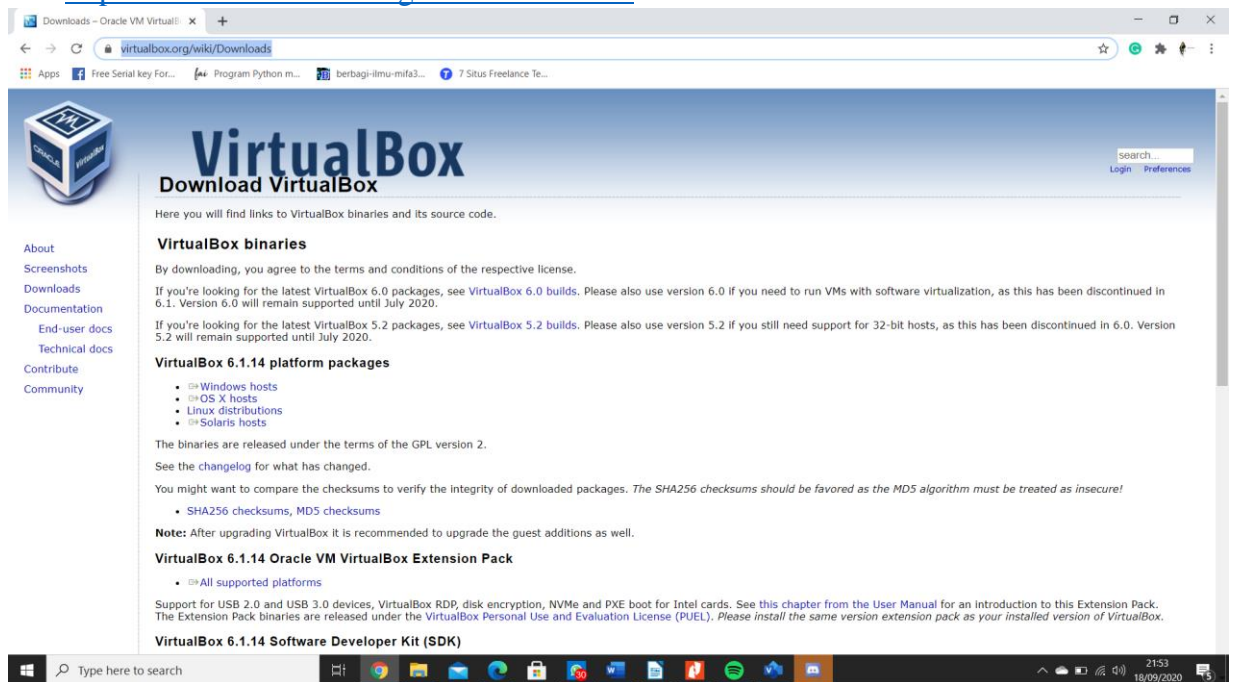 Downloads – Oracle VM VirtualB
virtualbox.org/wiki/Downloads
Apps Free Serial key For... Program Python m... berbagi-ilmu-mifa3... 7 Situs Freelance Te...
VirtualBox
search...
Login Preferences
Download VirtualBox
Here you will find links to VirtualBox binaries and its source code.
About
Screenshots
Downloads
Documentation
End-user docs
Technical docs
Contribute
Community
VirtualBox binaries
By downloading, you agree to the terms and conditions of the respective license.
If you're looking for the latest VirtualBox 6.0 packages, see VirtualBox 6.0 builds. Please also use version 6.0 if you need to run VMs with software virtualization, as this has been discontinued in
6.1. Version 6.0 will remain supported until July 2020.
If you're looking for the latest VirtualBox 5.2 packages, see VirtualBox 5.2 builds. Please also use version 5.2 if you still need support for 32-bit hosts, as this has been discontinued in 6.0. Version
5.2 will remain supported until July 2020.
VirtualBox 6.1.14 platform packages
• Windows hosts
• OS X hosts
• Linux distributions
• Solaris hosts
The binaries are released under the terms of the GPL version 2.
See the changelog for what has changed.
You might want to compare the checksums to verify the integrity of downloaded packages. The SHA256 checksums should be favored as the MD5 algorithm must be treated as insecure!
• SHA256 checksums, MD5 checksums
Note: After upgrading VirtualBox it is recommended to upgrade the guest additions as well.
VirtualBox 6.1.14 Oracle VM VirtualBox Extension Pack
• All supported platforms
Support for USB 2.0 and USB 3.0 devices, VirtualBox RDP, disk encryption, NVMe and PXE boot for Intel cards. See this chapter from the User Manual for an introduction to this Extension Pack.
The Extension Pack binaries are released under the VirtualBox Personal Use and Evaluation License (PUEL). Please install the same version extension pack as your installed version of VirtualBox.
VirtualBox 6.1.14 Software Developer Kit (SDK)
Type here to search
21:53
18/09/2020